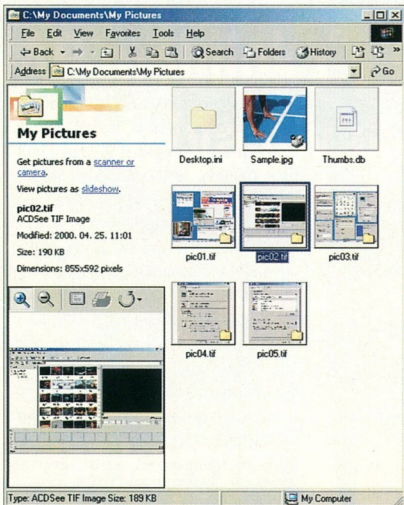 C:\My Documents\My Pictures
File Edit View Favorites Tools Help
Back Search Folders History »
Address C:\My Documents\My Pictures Go
My Pictures
Get pictures from a scanner or
camera.
View pictures as slideshow.
pic02.tif
ACDSee TIF Image
Modified: 2000. 04. 25. 11:01
Size: 190 KB
Dimensions: 855x592 pixels
Desktop.ini Sample.jpg Thumbs.db
pic01.tif pic02.tif pic03.tif
pic04.tif pic05.tif
Type: ACDSee TIF Image Size: 189 KB My Computer